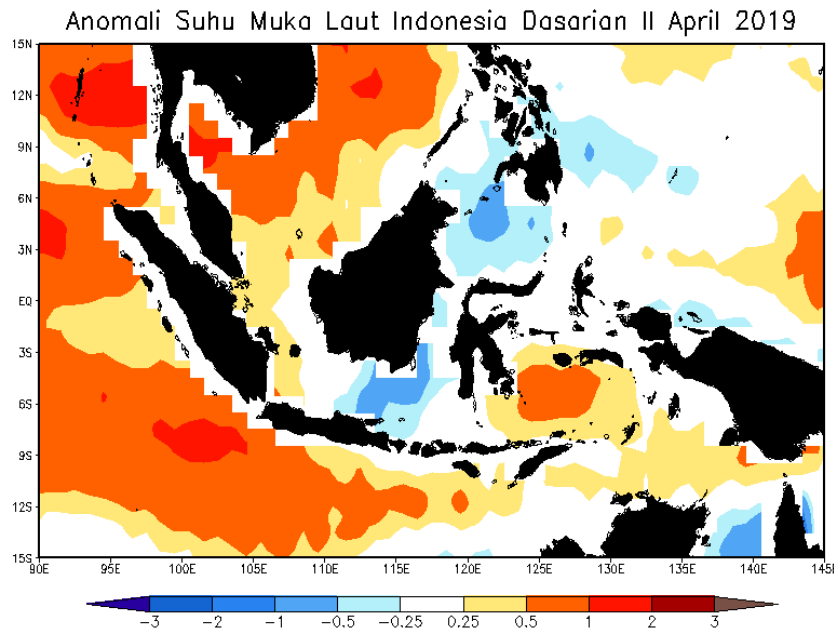 Anomali Suhu Muka Laut Indonesia Dasarian II April 2019
15N
12N
9N
6N
3N
EQ
3S
6S
9S
12S
15S
90E 95E 100E 105E 110E 115E 120E 125E 130E 135E 140E 145E
-3 -2 -1 -0.5 -0.25 0.25 0.5 1 2 3